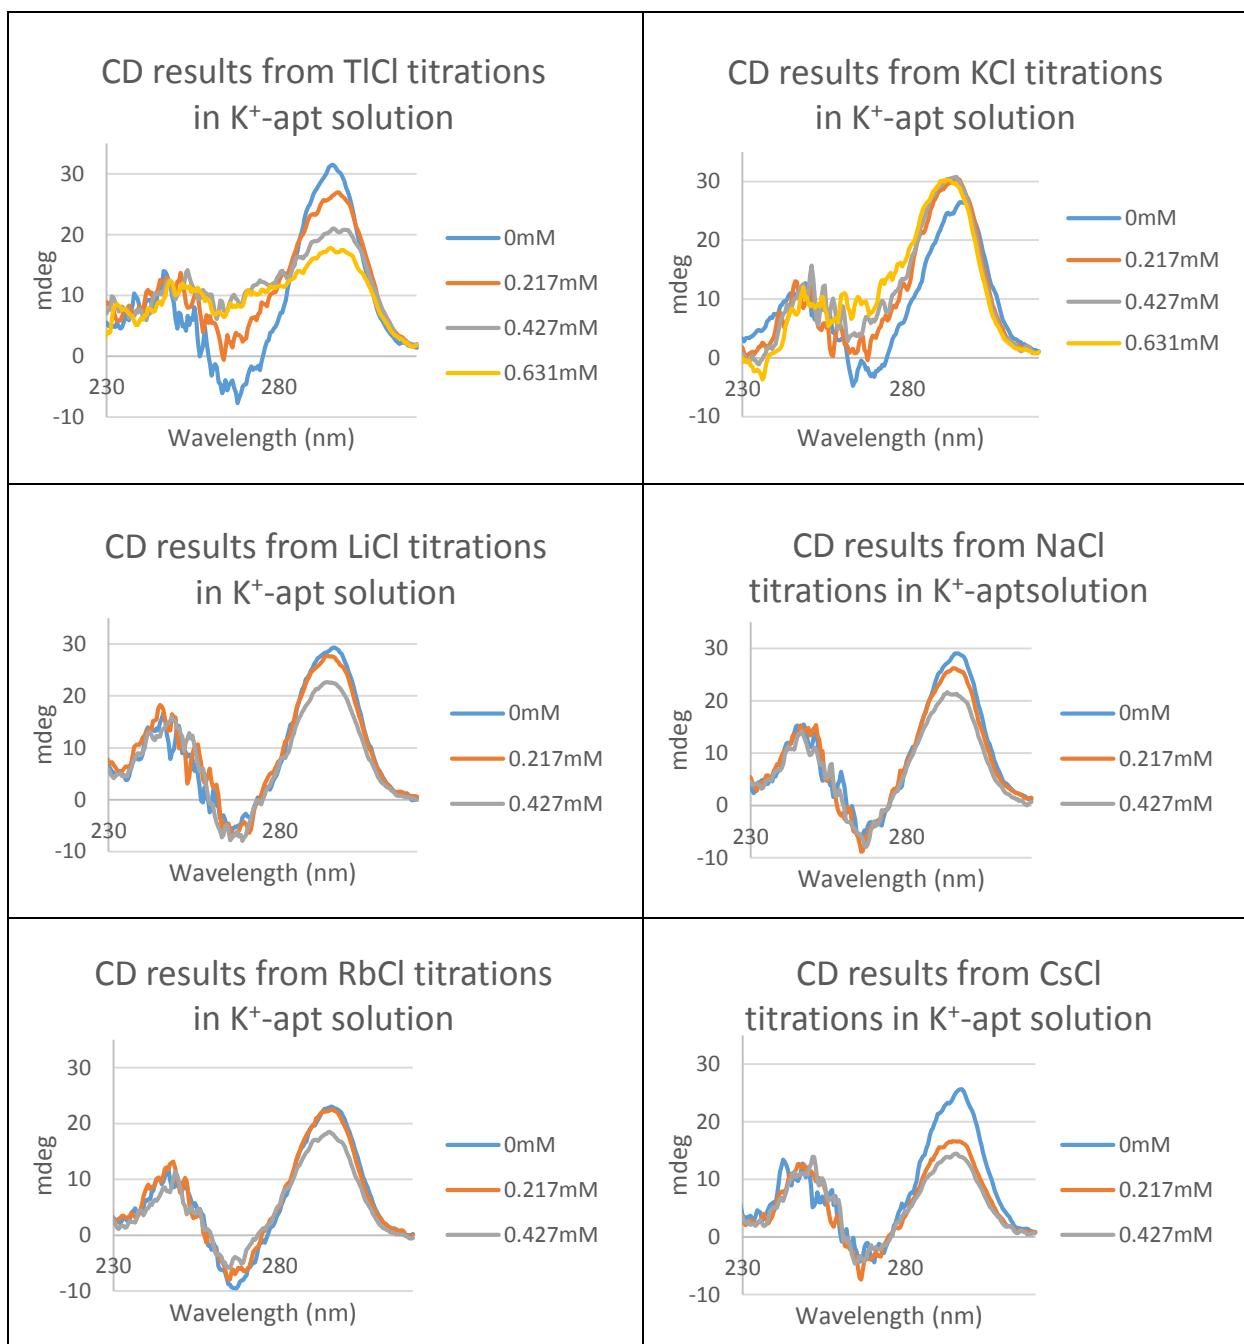 CD results from TlCl titrations
in K⁺-apt solution
30
20
10
0
-10
230
280
mdeg
Wavelength (nm)
0mM
0.217mM
0.427mM
0.631mM
CD results from KCl titrations
in K⁺-apt solution
30
20
10
0
-10
230
280
mdeg
Wavelength (nm)
0mM
0.217mM
0.427mM
0.631mM
CD results from LiCl titrations
in K⁺-apt solution
30
20
10
0
-10
230
280
mdeg
Wavelength (nm)
0mM
0.217mM
0.427mM
CD results from NaCl
titrations in K⁺-aptsolution
30
20
10
0
-10
230
280
mdeg
Wavelength (nm)
0mM
0.217mM
0.427mM
CD results from RbCl titrations
in K⁺-apt solution
30
20
10
0
-10
230
280
mdeg
Wavelength (nm)
0mM
0.217mM
0.427mM
CD results from CsCl
titrations in K⁺-apt solution
30
20
10
0
-10
230
280
mdeg
Wavelength (nm)
0mM
0.217mM
0.427mM